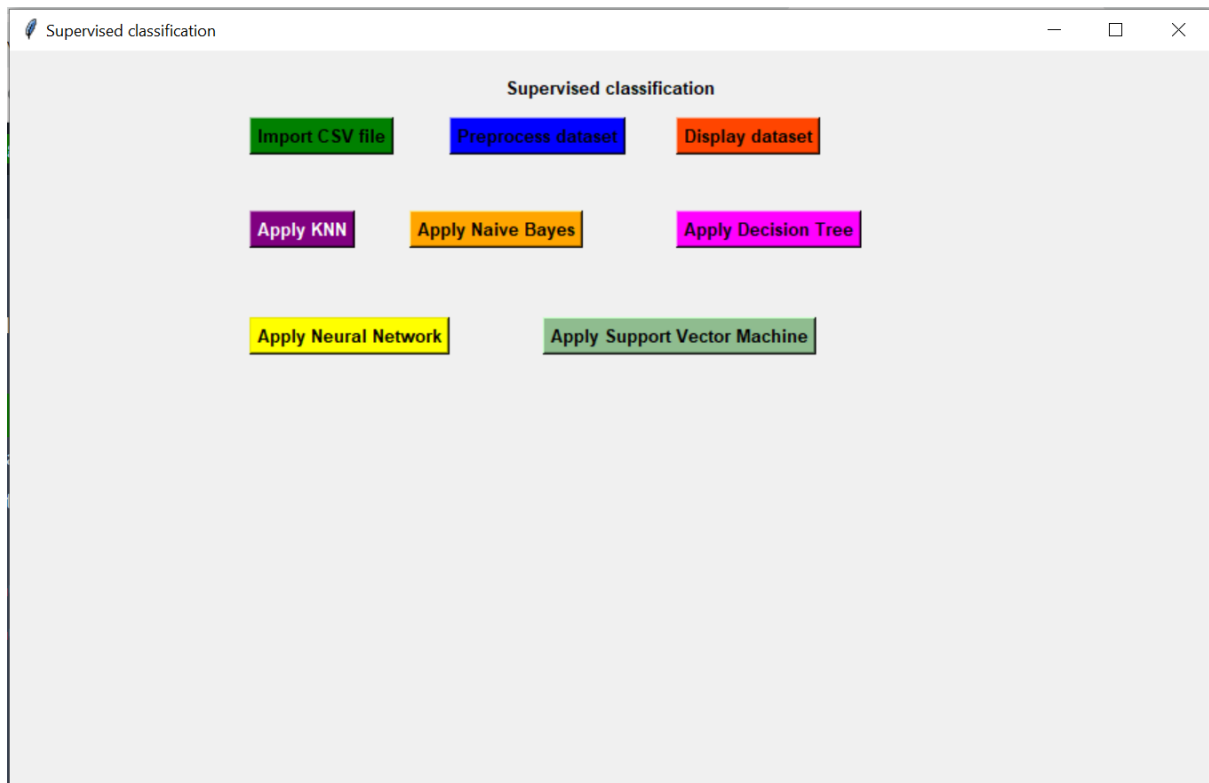 Supervised classification
Supervised classification
Import CSV file Preprocess dataset Display dataset
Apply KNN Apply Naive Bayes Apply Decision Tree
Apply Neural Network Apply Support Vector Machine